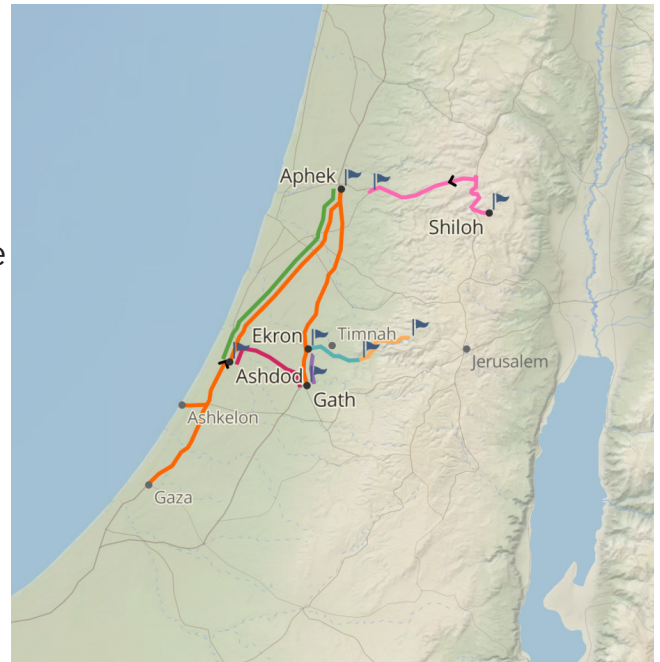 Aphek
Shiloh
e
Ekron
Timnah
Jerusalem
Ashdod
Gath
Ashkelon
Gaza